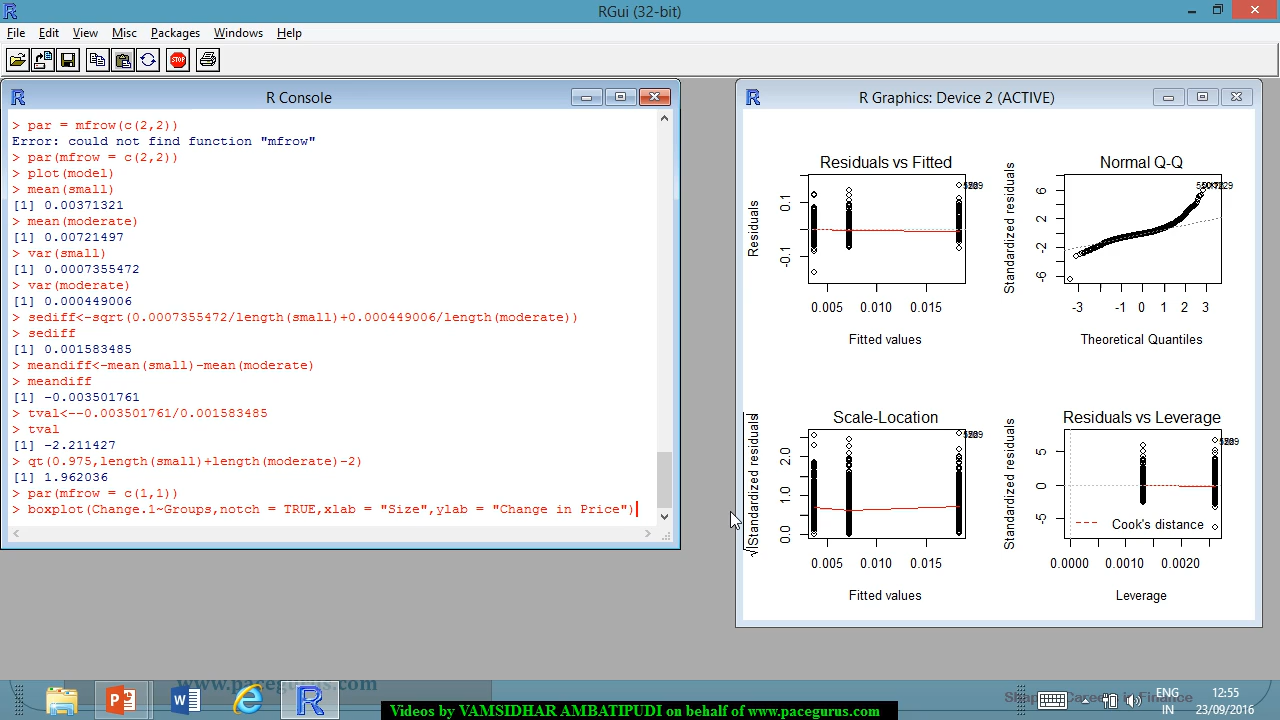 RGui (32-bit)
File Edit View Misc Packages Windows Help
STOP
R Console
> par = mfrow(c(2,2))
Error: could not find function "mfrow"
> par(mfrow = c(2,2))
> plot(model)
> mean(small)
[1] 0.00371321
> mean(moderate)
[1] 0.00721497
> var(small)
[1] 0.0007355472
> var(moderate)
[1] 0.000449006
> sediff<-sqrt(0.0007355472/length(small)+0.000449006/length(moderate))
> sediff
[1] 0.001583485
> meandiff<-mean(small)-mean(moderate)
> meandiff
[1] -0.003501761
> tval<--0.003501761/0.001583485
> tval
[1] -2.211427
> qt(0.975,length(small)+length(moderate)-2)
[1] 1.962036
> par(mfrow = c(1,1))
> boxplot(Change.1~Groups,notch = TRUE,xlab = "Size",ylab = "Change in Price")
R Graphics: Device 2 (ACTIVE)
Residuals vs Fitted
Residuals
0.1
-0.1
0.005 0.010 0.015
Fitted values
Normal Q-Q
Standardized residuals
6
2
-2
-6
-3 -1 0 1 2 3
Theoretical Quantiles
Scale-Location
√|Standardized residuals|
2.0
1.0
0.0
0.005 0.010 0.015
Fitted values
Residuals vs Leverage
Standardized residuals
5
0
-5
Cook's distance
0.0000 0.0010 0.0020
Leverage
www.pacegurus.com
in Finance
ENG
IN
12:55
23/09/2016
Videos by VAMSIDHAR AMBATIPUDI on behalf of www.pacegurus.com